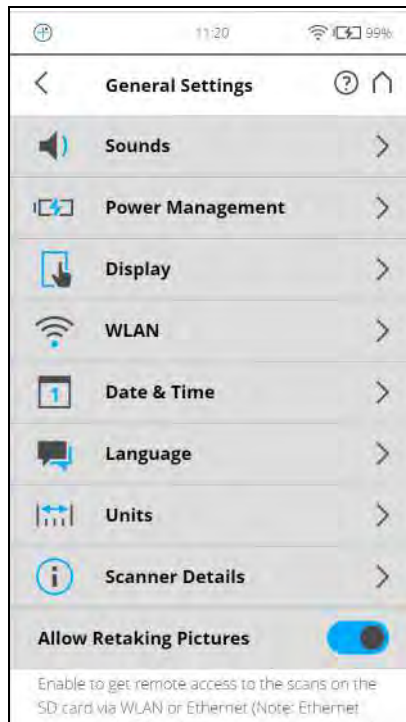 11:20 99%
General Settings
Sounds
Power Management
Display
WLAN
1 Date & Time
Language
Units
Scanner Details
Allow Retaking Pictures
Enable to get remote access to the scans on the
SD card via WLAN or Ethernet (Note: Ethernet